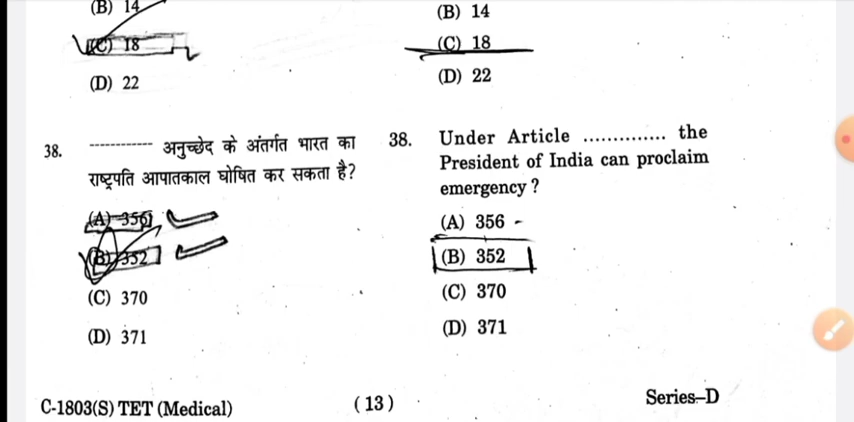 (B) 14
(C) 18
(D) 22
38. ----------- अनुच्छेद के अंतर्गत भारत का
राष्ट्रपति आपातकाल घोषित कर सकता है?
(A) 356
(B) 352
(C) 370
(D) 371
(B) 14
(C) 18
(D) 22
38. Under Article .............. the
President of India can proclaim
emergency ?
(A) 356
(B) 352
(C) 370
(D) 371
C-1803(S) TET (Medical)
( 13 )
Series–D